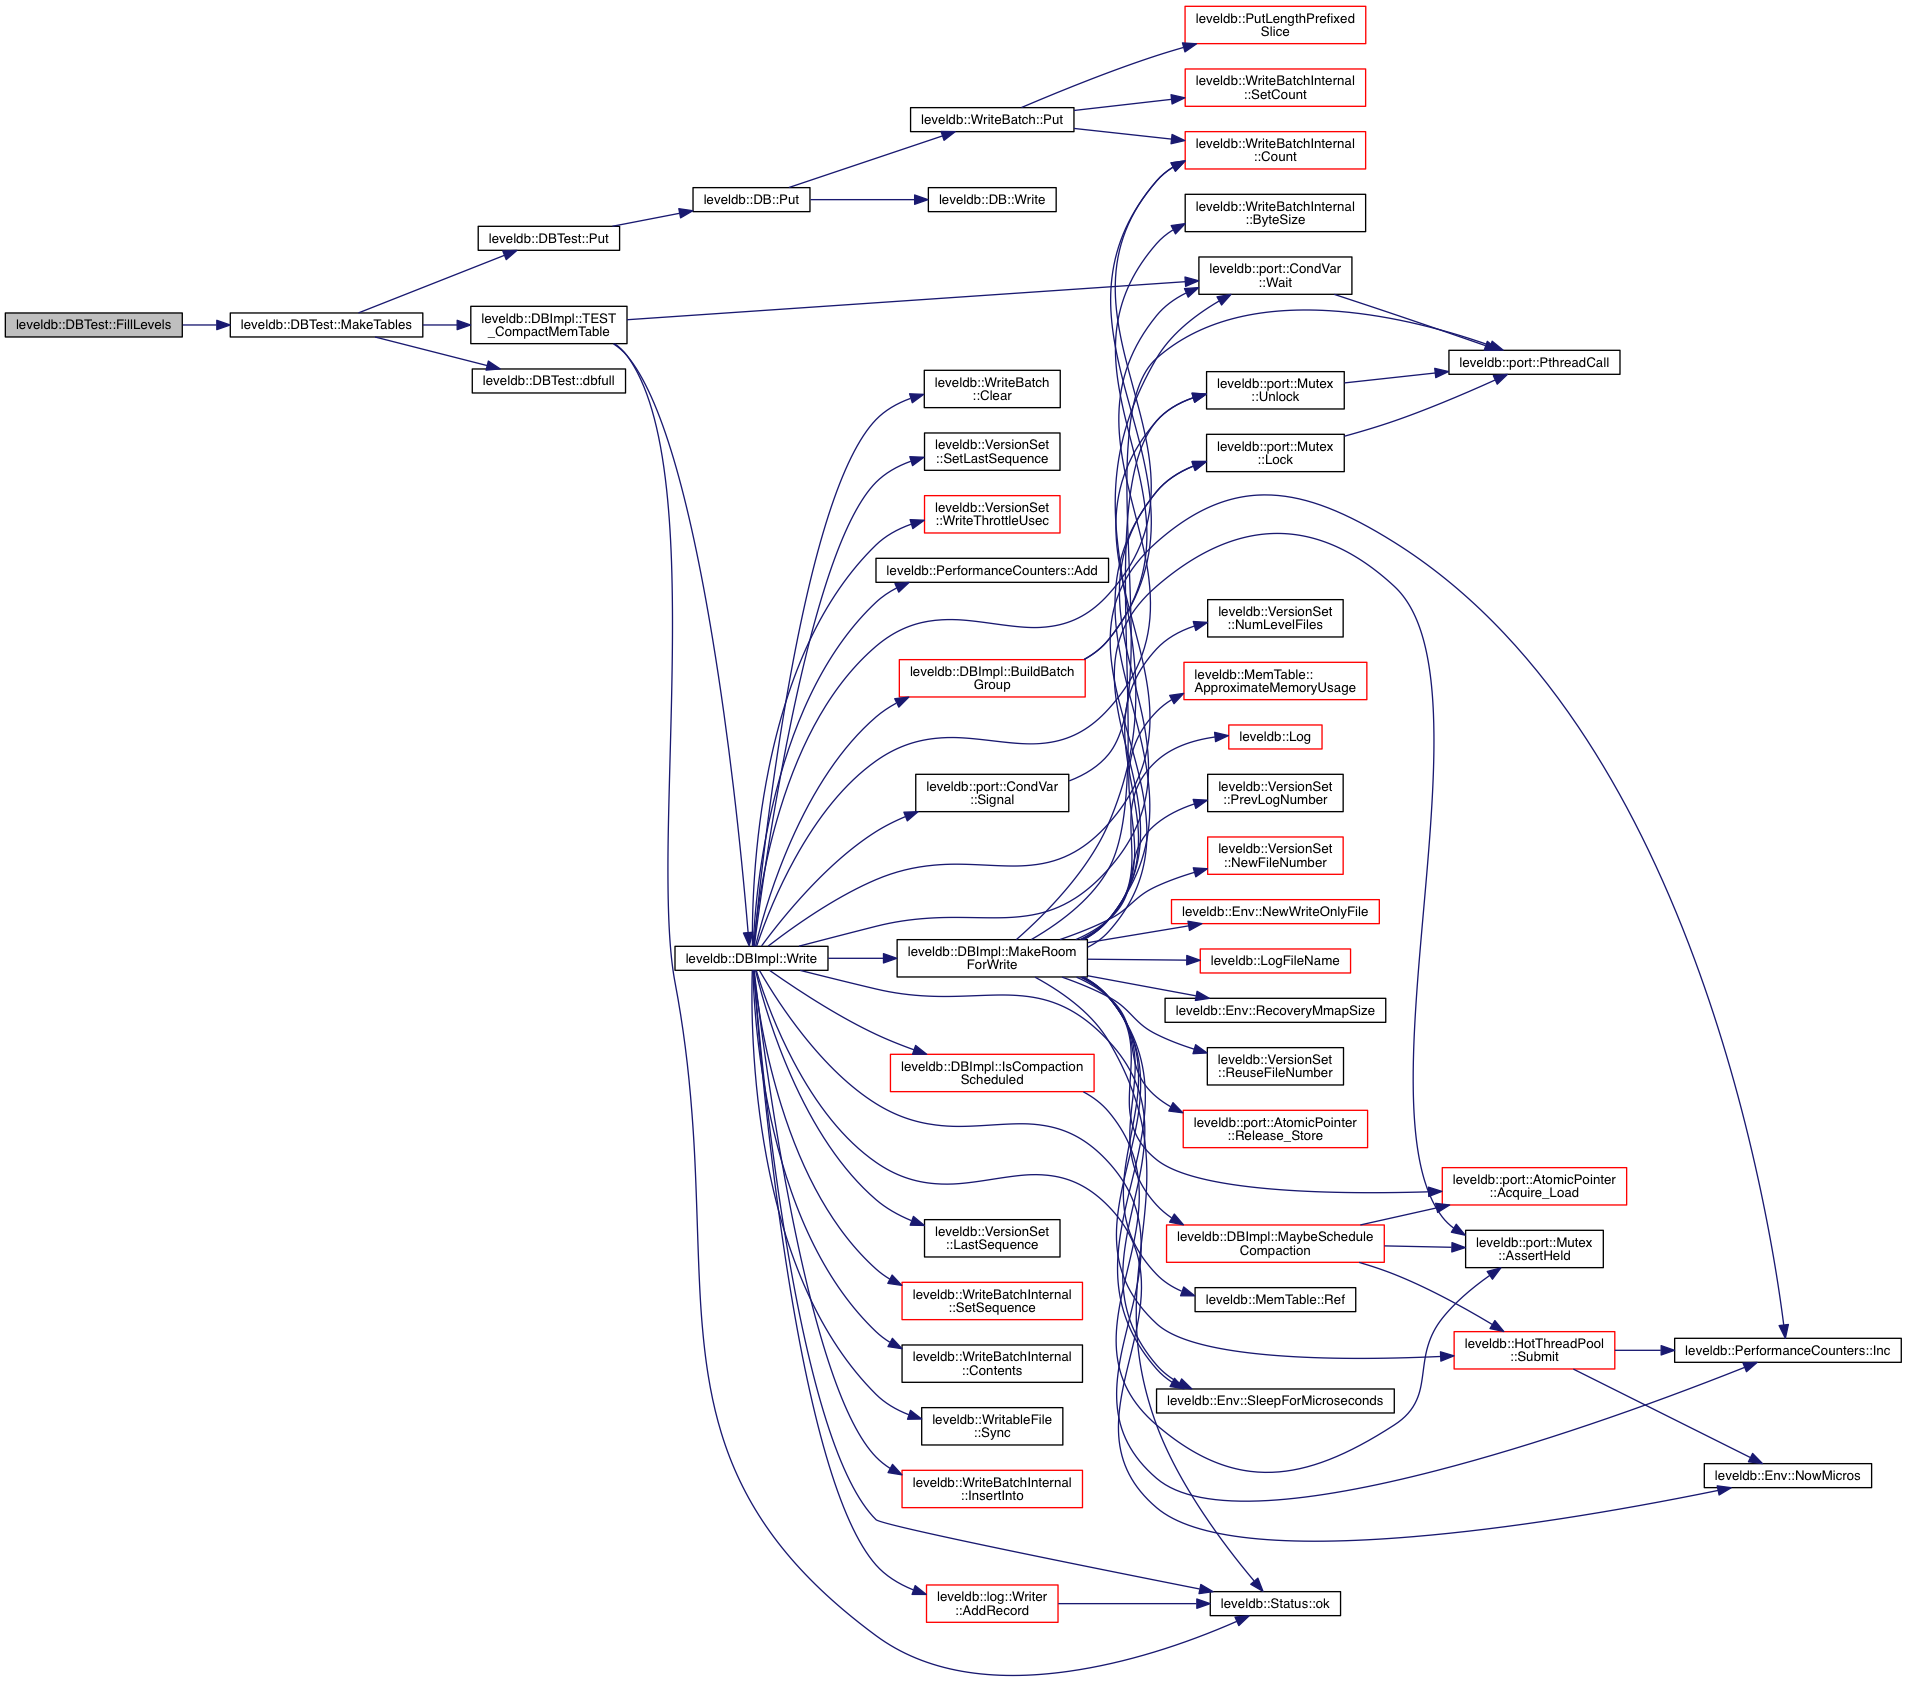 leveldb::DBTest::FillLevels
leveldb::DBTest::MakeTables
leveldb::DBTest::Put
leveldb::DBImpl::TEST
_CompactMemTable
leveldb::DBTest::dbfull
leveldb::DB::Put
leveldb::WriteBatch::Put
leveldb::DB::Write
leveldb::PutLengthPrefixed
Slice
leveldb::WriteBatchInternal
::SetCount
leveldb::WriteBatchInternal
::Count
leveldb::WriteBatchInternal
::ByteSize
leveldb::port::CondVar
::Wait
leveldb::port::PthreadCall
leveldb::port::Mutex
::Unlock
leveldb::port::Mutex
::Lock
leveldb::WriteBatch
::Clear
leveldb::VersionSet
::SetLastSequence
leveldb::VersionSet
::WriteThrottleUsec
leveldb::PerformanceCounters::Add
leveldb::DBImpl::BuildBatch
Group
leveldb::port::CondVar
::Signal
leveldb::DBImpl::Write
leveldb::DBImpl::MakeRoom
ForWrite
leveldb::DBImpl::IsCompaction
Scheduled
leveldb::VersionSet
::LastSequence
leveldb::WriteBatchInternal
::SetSequence
leveldb::WriteBatchInternal
::Contents
leveldb::WritableFile
::Sync
leveldb::WriteBatchInternal
::InsertInto
leveldb::log::Writer
::AddRecord
leveldb::VersionSet
::NumLevelFiles
leveldb::MemTable::
ApproximateMemoryUsage
leveldb::Log
leveldb::VersionSet
::PrevLogNumber
leveldb::VersionSet
::NewFileNumber
leveldb::Env::NewWriteOnlyFile
leveldb::LogFileName
leveldb::Env::RecoveryMmapSize
leveldb::VersionSet
::ReuseFileNumber
leveldb::port::AtomicPointer
::Release_Store
leveldb::DBImpl::MaybeSchedule
Compaction
leveldb::MemTable::Ref
leveldb::Env::SleepForMicroseconds
leveldb::Status::ok
leveldb::port::AtomicPointer
::Acquire_Load
leveldb::port::Mutex
::AssertHeld
leveldb::HotThreadPool
::Submit
leveldb::PerformanceCounters::Inc
leveldb::Env::NowMicros